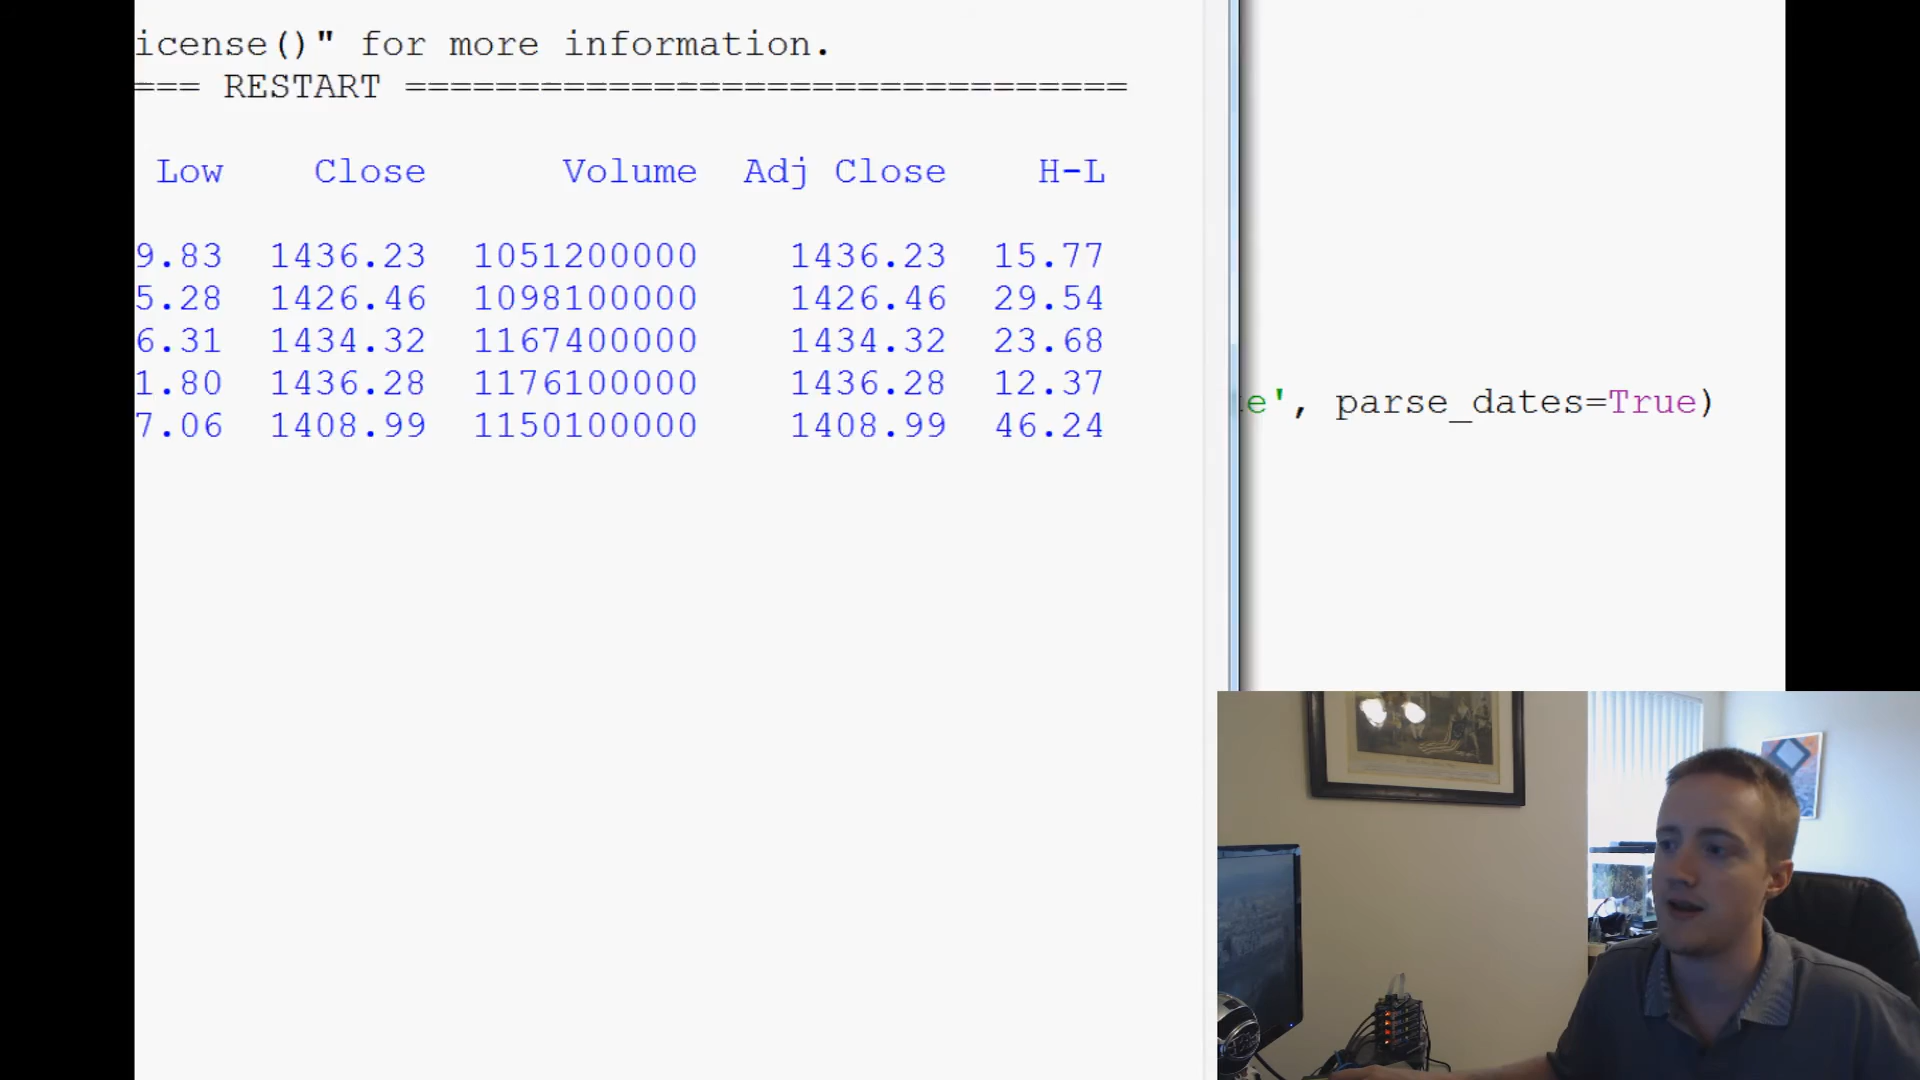 icense()" for more information.
=== RESTART ================================
Low Close Volume Adj Close H-L
9.83 1436.23 1051200000 1436.23 15.77
5.28 1426.46 1098100000 1426.46 29.54
6.31 1434.32 1167400000 1434.32 23.68
1.80 1436.28 1176100000 1436.28 12.37
7.06 1408.99 1150100000 1408.99 46.24
e', parse_dates=True)